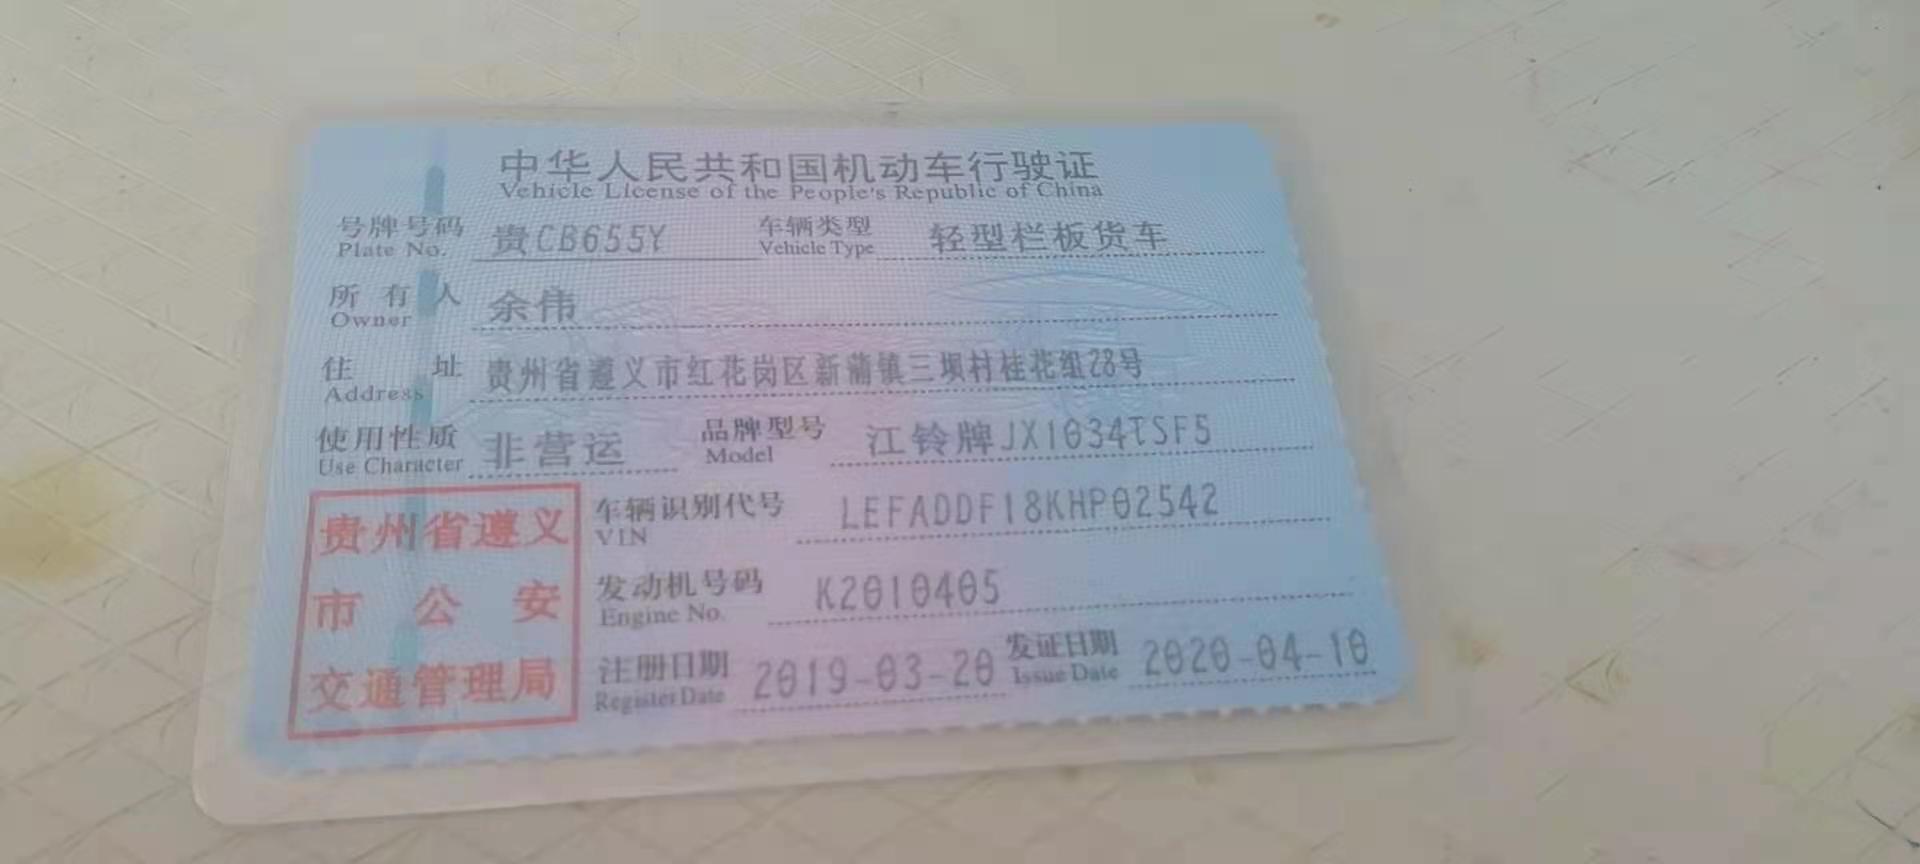 中华人民共和国机动车行驶证
Vehicle License of the People's Republic of China
号牌号码 贵CB655Y 车辆类型 轻型栏板货车
Plate No. Vehicle Type
所有人 余伟
Owner
住址 贵州省遵义市红花岗区新蒲镇三坝村桂花组28号
Address
使用性质 非营运 品牌型号 江铃牌JX1034TSF5
Use Character Model
车辆识别代号 LEFADDF18KHP02542
VIN
发动机号码 K2010405
Engine No.
注册日期 2019-03-20 发证日期 2020-04-10
Register Date Issue Date
贵州省遵义
市公安
交通管理局